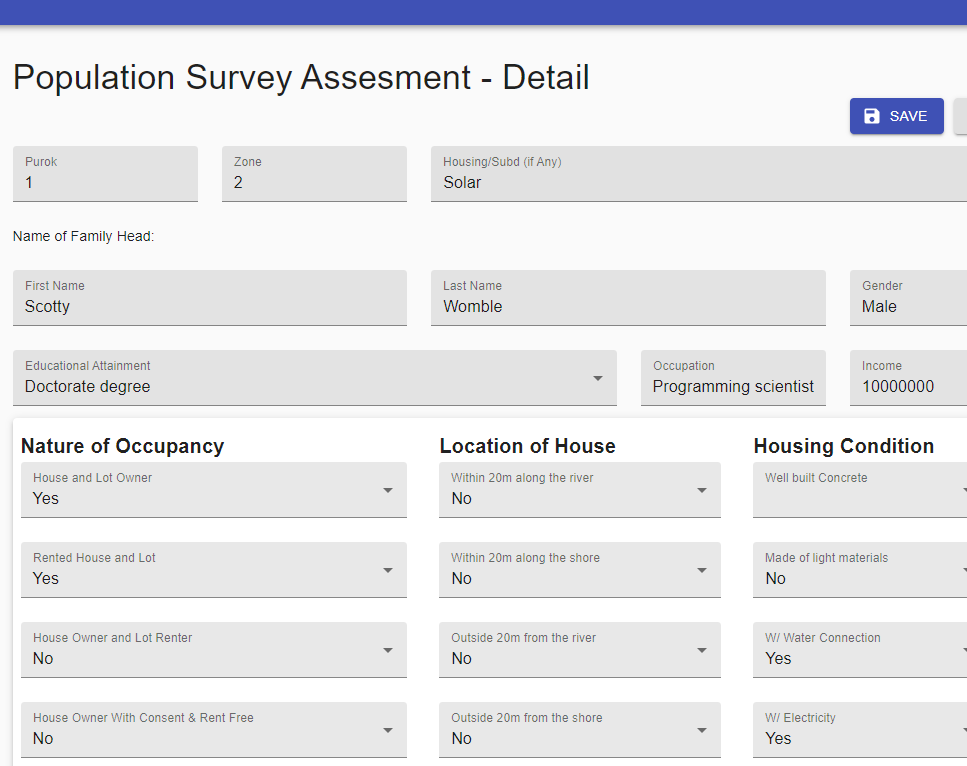 Population Survey Assesment - Detail
SAVE
Purok
Zone
Housing/Subd (if Any)
1
2
Solar
Name of Family Head:
First Name
Last Name
Gender
Scotty
Womble
Male
Educational Attainment
Occupation
Income
Doctorate degree
Programming scientist
10000000
Nature of Occupancy
Location of House
Housing Condition
House and Lot Owner
Within 20m along the river
Well built Concrete
Yes
No
Rented House and Lot
Within 20m along the shore
Made of light materials
Yes
No
No
House Owner and Lot Renter
Outside 20m from the river
W/ Water Connection
No
No
Yes
House Owner With Consent & Rent Free
Outside 20m from the shore
W/ Electricity
No
No
Yes